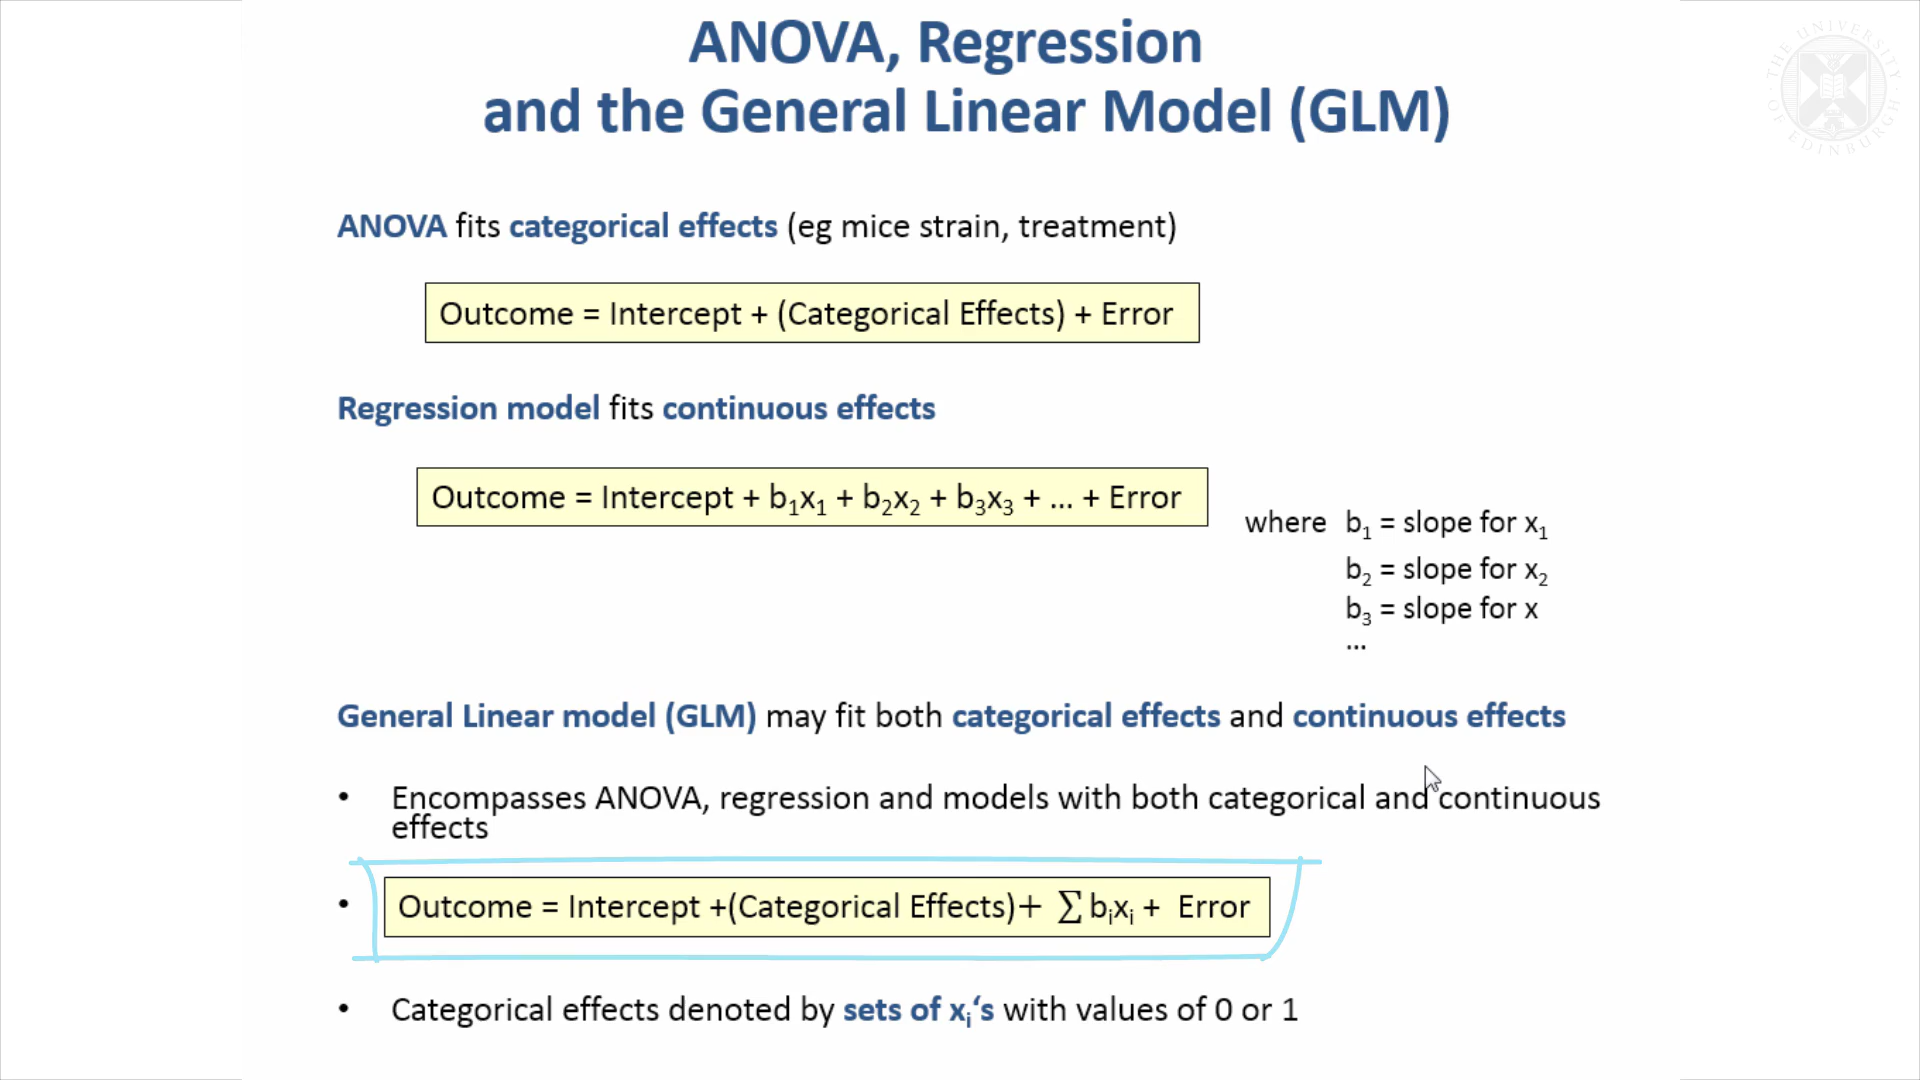 ANOVA, Regression
and the General Linear Model (GLM)
THE UNIVERSITY OF EDINBURGH
ANOVA fits categorical effects (eg mice strain, treatment)
Outcome = Intercept + (Categorical Effects) + Error
Regression model fits continuous effects
Outcome = Intercept + b₁x₁ + b₂x₂ + b₃x₃ + ... + Error
where b₁ = slope for x₁
b₂ = slope for x₂
b₃ = slope for x
...
General Linear model (GLM) may fit both categorical effects and continuous effects
• Encompasses ANOVA, regression and models with both categorical and continuous
effects
• Outcome = Intercept +(Categorical Effects)+ ∑ bᵢxᵢ + Error
• Categorical effects denoted by sets of xᵢ‘s with values of 0 or 1